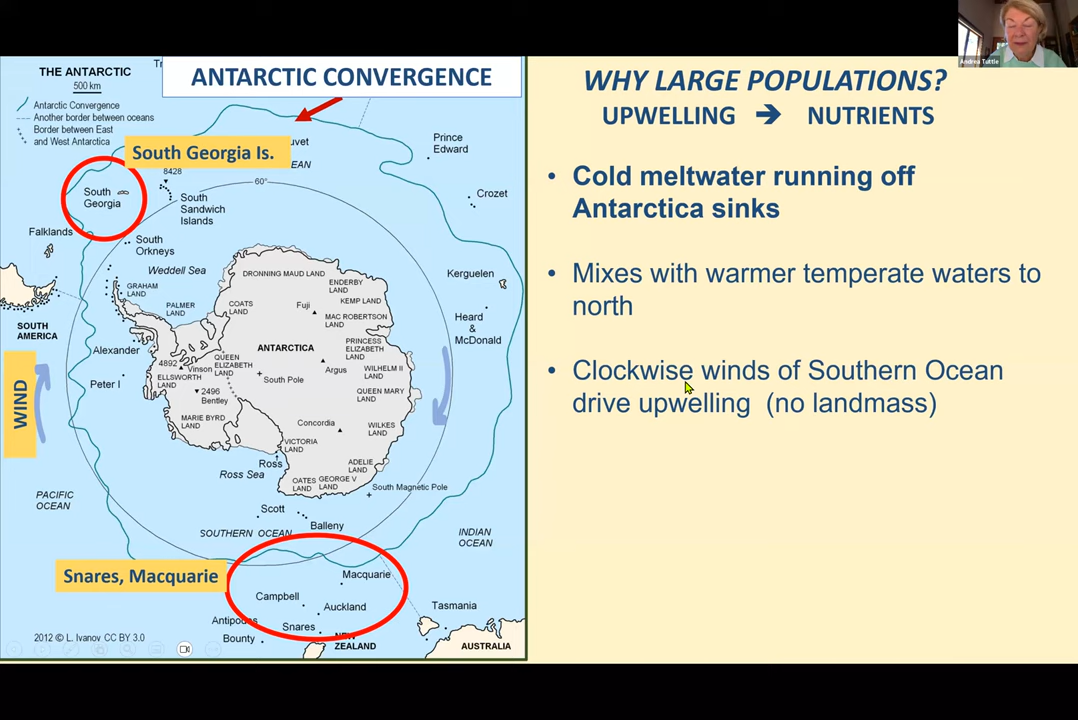 Andrea Tuttle
ANTARCTIC CONVERGENCE
THE ANTARCTIC
500 km
Antarctic Convergence
Another border between oceans
Border between East
and West Antarctica
South Georgia Is.
Prince
Edward
8428
60°
South
Georgia
South
Sandwich
Islands
Crozet
Falklands
South
Orkneys
Weddell Sea
DRONNING MAUD LAND
ENDERBY
LAND
Kerguelen
GRAHAM
LAND
PALMER
LAND
COATS
LAND
Fuji
KEMP LAND
MAC ROBERTSON
LAND
Heard
&
McDonald
SOUTH
AMERICA
Alexander
ANTARCTICA
PRINCESS
ELIZABETH
LAND
4892
Vinson
QUEEN
ELIZABETH
LAND
Argus
WILHELM II
LAND
Peter I
ELLSWORTH
LAND
South Pole
2496
Bentley
QUEEN MARY
LAND
WIND
MARIE BYRD
LAND
Concordia
WILKES
LAND
VICTORIA
LAND
Ross
Ross Sea
ADELIE
LAND
OATES
LAND
GEORGE V
LAND
South Magnetic Pole
PACIFIC
OCEAN
Scott
Balleny
SOUTHERN OCEAN
INDIAN
OCEAN
Snares, Macquarie
Macquarie
Campbell
Auckland
Tasmania
Snares
Bounty
ZEALAND
AUSTRALIA
2012 © L. Ivanov CC BY 3.0
WHY LARGE POPULATIONS?
UPWELLING ➔ NUTRIENTS
• Cold meltwater running off
Antarctica sinks
• Mixes with warmer temperate waters to
north
• Clockwise winds of Southern Ocean
drive upwelling (no landmass)